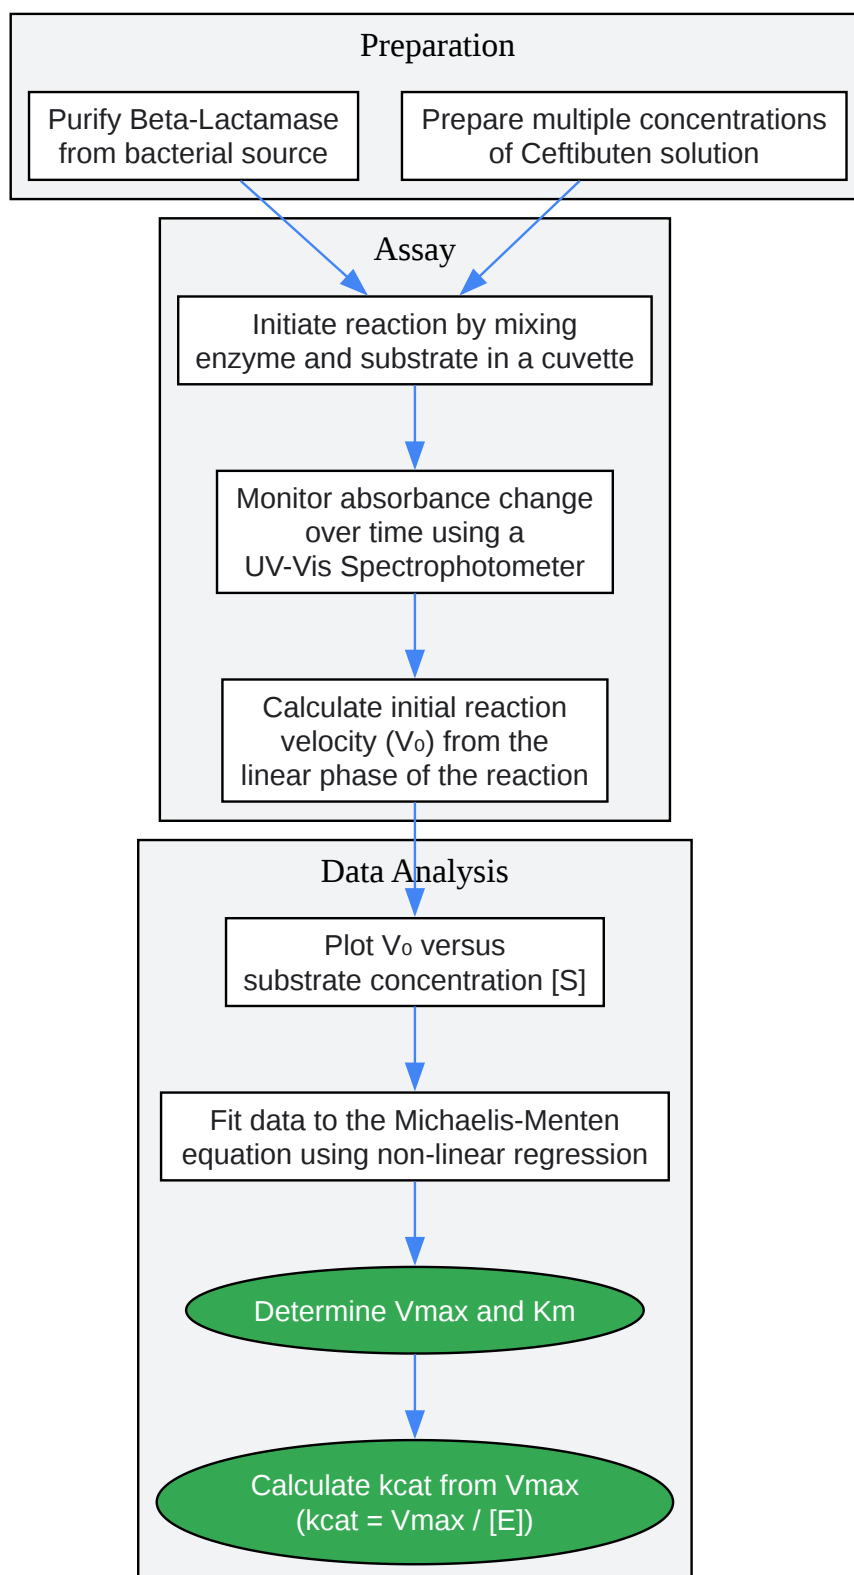 Preparation
Purify Beta-Lactamase
from bacterial source
Prepare multiple concentrations
of Ceftibuten solution
Assay
Initiate reaction by mixing
enzyme and substrate in a cuvette
Monitor absorbance change
over time using a
UV-Vis Spectrophotometer
Calculate initial reaction
velocity (V₀) from the
linear phase of the reaction
Data Analysis
Plot V₀ versus
substrate concentration [S]
Fit data to the Michaelis-Menten
equation using non-linear regression
Determine Vmax and Km
Calculate kcat from Vmax
(kcat = Vmax / [E])